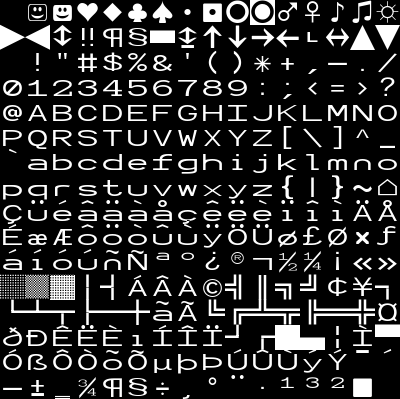 ☺☻♥♦♣♠•◘○◙♂♀♪♫☼
►◄↕‼¶§▬↨↑↓→←∟↔▲▼
!"#$%&'()*+,-./
0123456789:;<=>?
@ABCDEFGHIJKLMNO
PQRSTUVWXYZ[\]^_
`abcdefghijklmno
pqrstuvwxyz{|}~⌂
ÇüéâäàåçêëèïîìÄÅ
ÉæÆôöòûùÿÖÜø£Ø×ƒ
áíóúñÑªº¿®¬½¼¡«»
░▒▓│┤ÁÂÀ©╣║╗╝¢¥┐
└┴┬├─┼ãÃ╚╔╩╦╠═╬¤
ðÐÊËÈıÍÎÏ┘┌█▄¦Ì▀
ÓßÔÒõÕµþÞÚÛÙýÝ¯´
-±‗¾¶§÷¸°¨·¹³²■